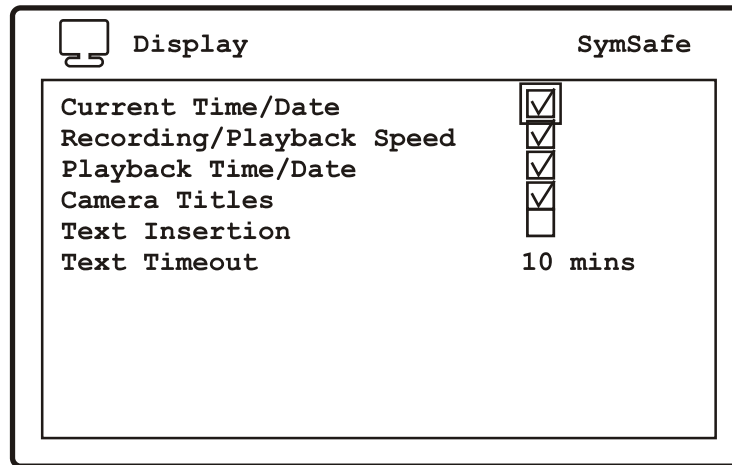 Display SymSafe
Current Time/Date
Recording/Playback Speed
Playback Time/Date
Camera Titles
Text Insertion
Text Timeout 10 mins